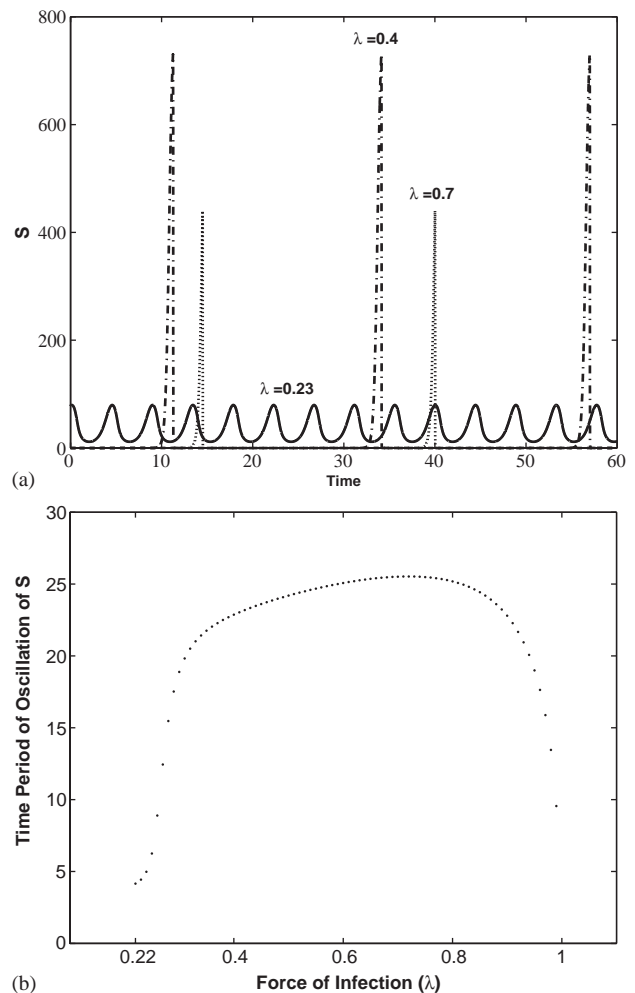 800
λ =0.4
600
λ =0.7
S
400
200
λ =0.23
0
0 10 20 30 40 50 60
(a)
Time
30
25
20
15
10
5
0
Time Period of Oscillation of S
0.22 0.4 0.6 0.8 1
(b)
Force of Infection (λ)